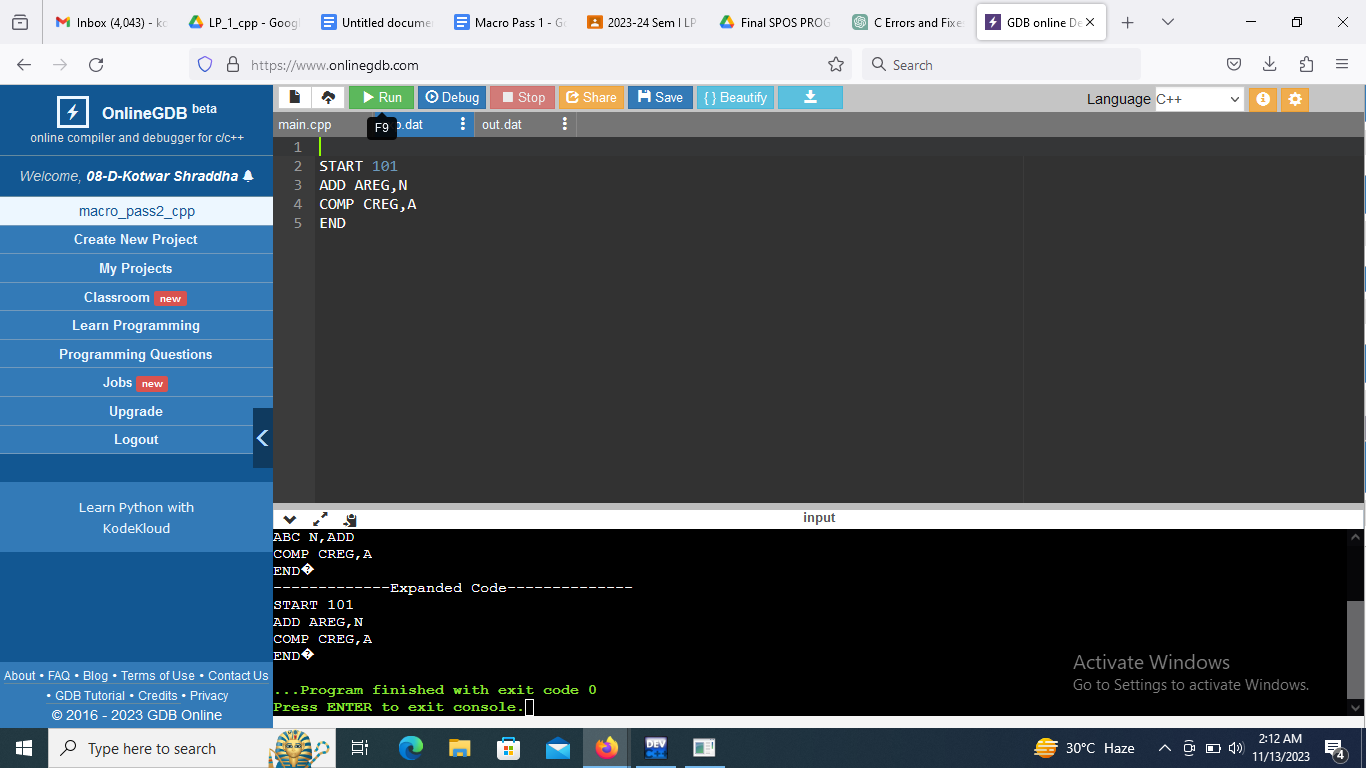 Inbox (4,043) - ko
LP_1_cpp - Googl
Untitled docume
Macro Pass 1 - Go
2023-24 Sem I LP
Final SPOS PROG
C Errors and Fixes
GDB online De
https://www.onlinegdb.com
Search
OnlineGDB beta
online compiler and debugger for c/c++
Welcome, 08-D-Kotwar Shraddha
macro_pass2_cpp
Create New Project
My Projects
Classroom new
Learn Programming
Programming Questions
Jobs new
Upgrade
Logout
Learn Python with
KodeKloud
About • FAQ • Blog • Terms of Use • Contact Us
• GDB Tutorial • Credits • Privacy
© 2016 - 2023 GDB Online
Run Debug Stop Share Save { } Beautify
Language C++
main.cpp
F9
.dat
out.dat
1
2 START 101
3 ADD AREG,N
4 COMP CREG,A
5 END
input
ABC N,ADD
COMP CREG,A
END�
-------------Expanded Code--------------
START 101
ADD AREG,N
COMP CREG,A
END�
...Program finished with exit code 0
Press ENTER to exit console.
Activate Windows
Go to Settings to activate Windows.
Type here to search
DEV
30°C Haze
2:12 AM
11/13/2023
4